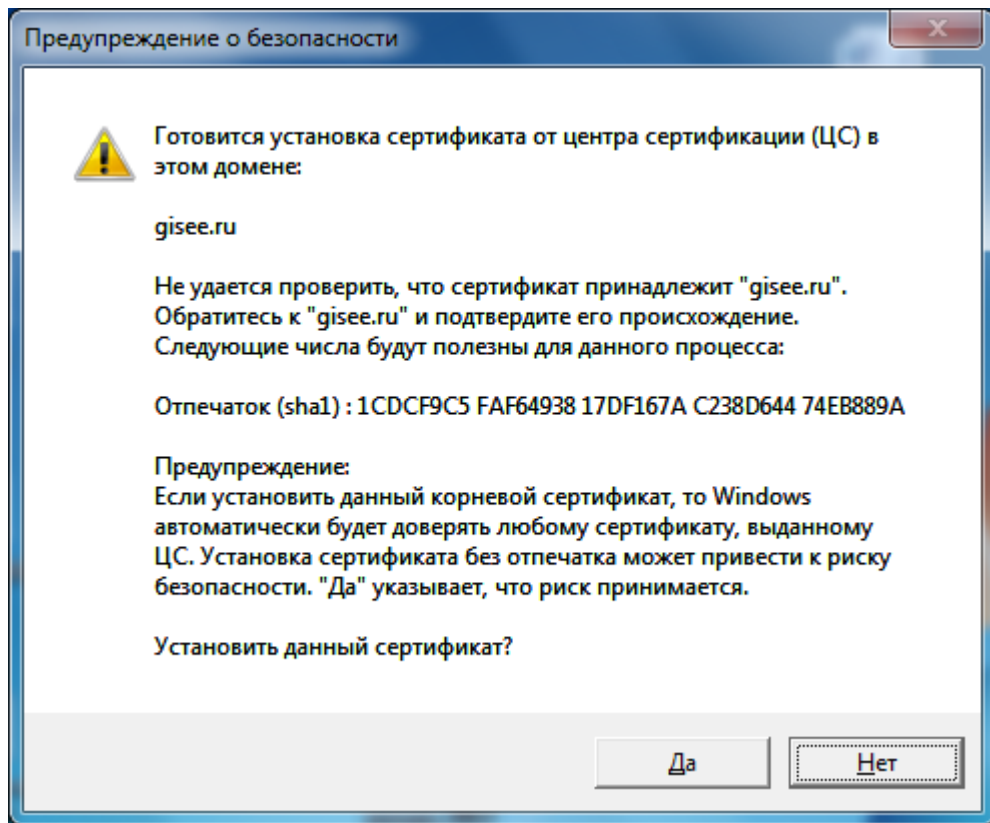 Предупреждение о безопасности
Готовится установка сертификата от центра сертификации (ЦС) в
этом домене:
gisee.ru
Не удается проверить, что сертификат принадлежит "gisee.ru".
Обратитесь к "gisee.ru" и подтвердите его происхождение.
Следующие числа будут полезны для данного процесса:
Отпечаток (sha1) : 1CDCF9C5 FAF64938 17DF167A C238D644 74EB889A
Предупреждение:
Если установить данный корневой сертификат, то Windows
автоматически будет доверять любому сертификату, выданному
ЦС. Установка сертификата без отпечатка может привести к риску
безопасности. "Да" указывает, что риск принимается.
Установить данный сертификат?
Да
Нет